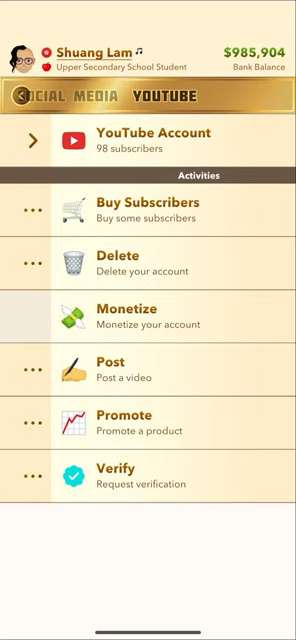 Shuang Lam
$985,904
Upper Secondary School Student
Bank Balance
SOCIAL MEDIA YOUTUBE
YouTube Account
98 subscribers
Activities
Buy Subscribers
Buy some subscribers
Delete
Delete your account
Monetize
Monetize your account
Post
Post a video
Promote
Promote a product
Verify
Request verification